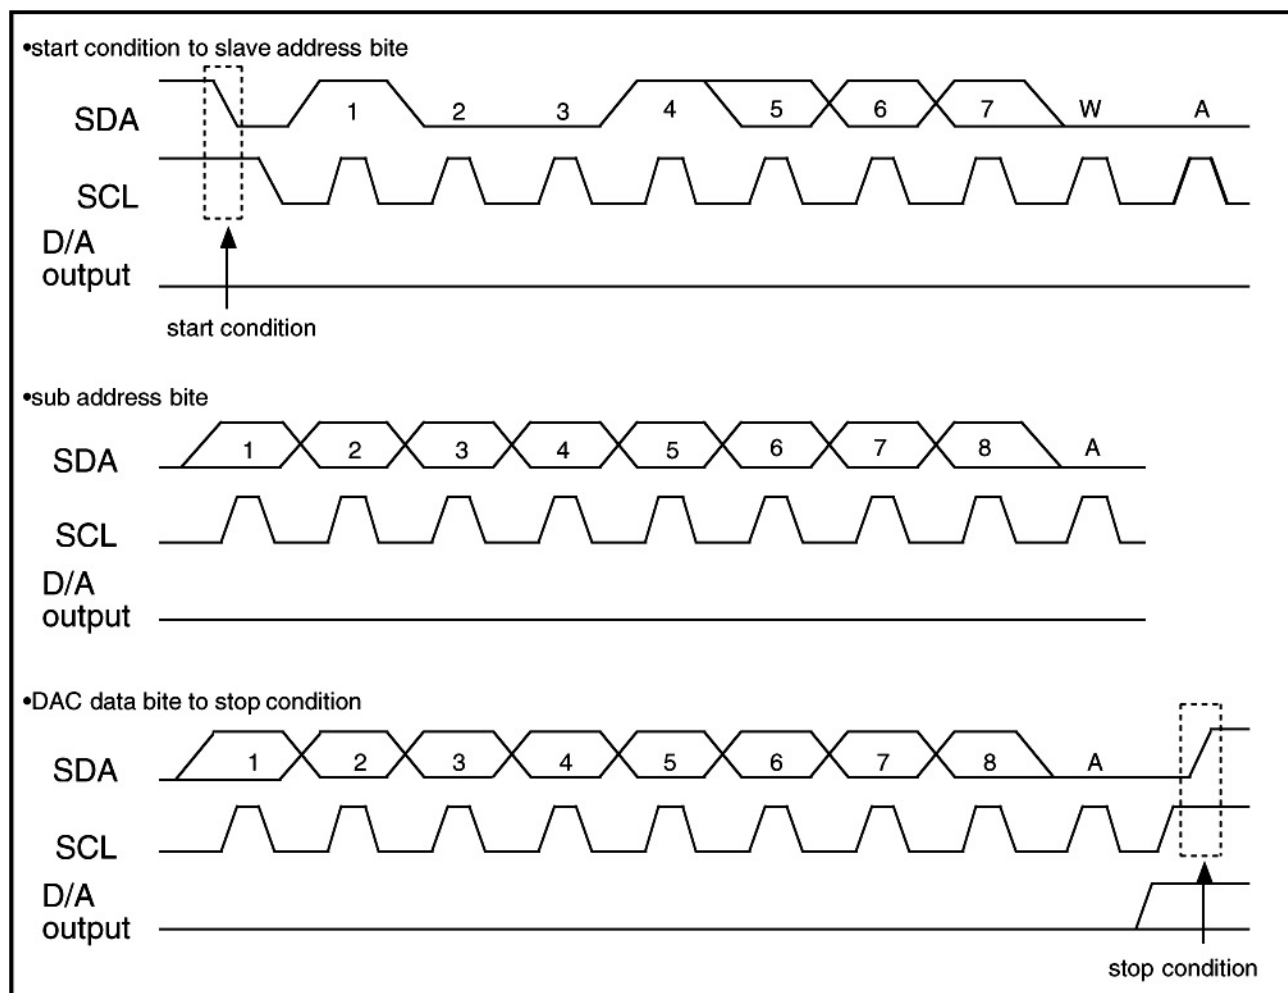 •start condition to slave address bite
SDA 1 2 3 4 5 6 7 W A
SCL
D/A
output
start condition
•sub address bite
SDA 1 2 3 4 5 6 7 8 A
SCL
D/A
output
•DAC data bite to stop condition
SDA 1 2 3 4 5 6 7 8 A
SCL
D/A
output
stop condition